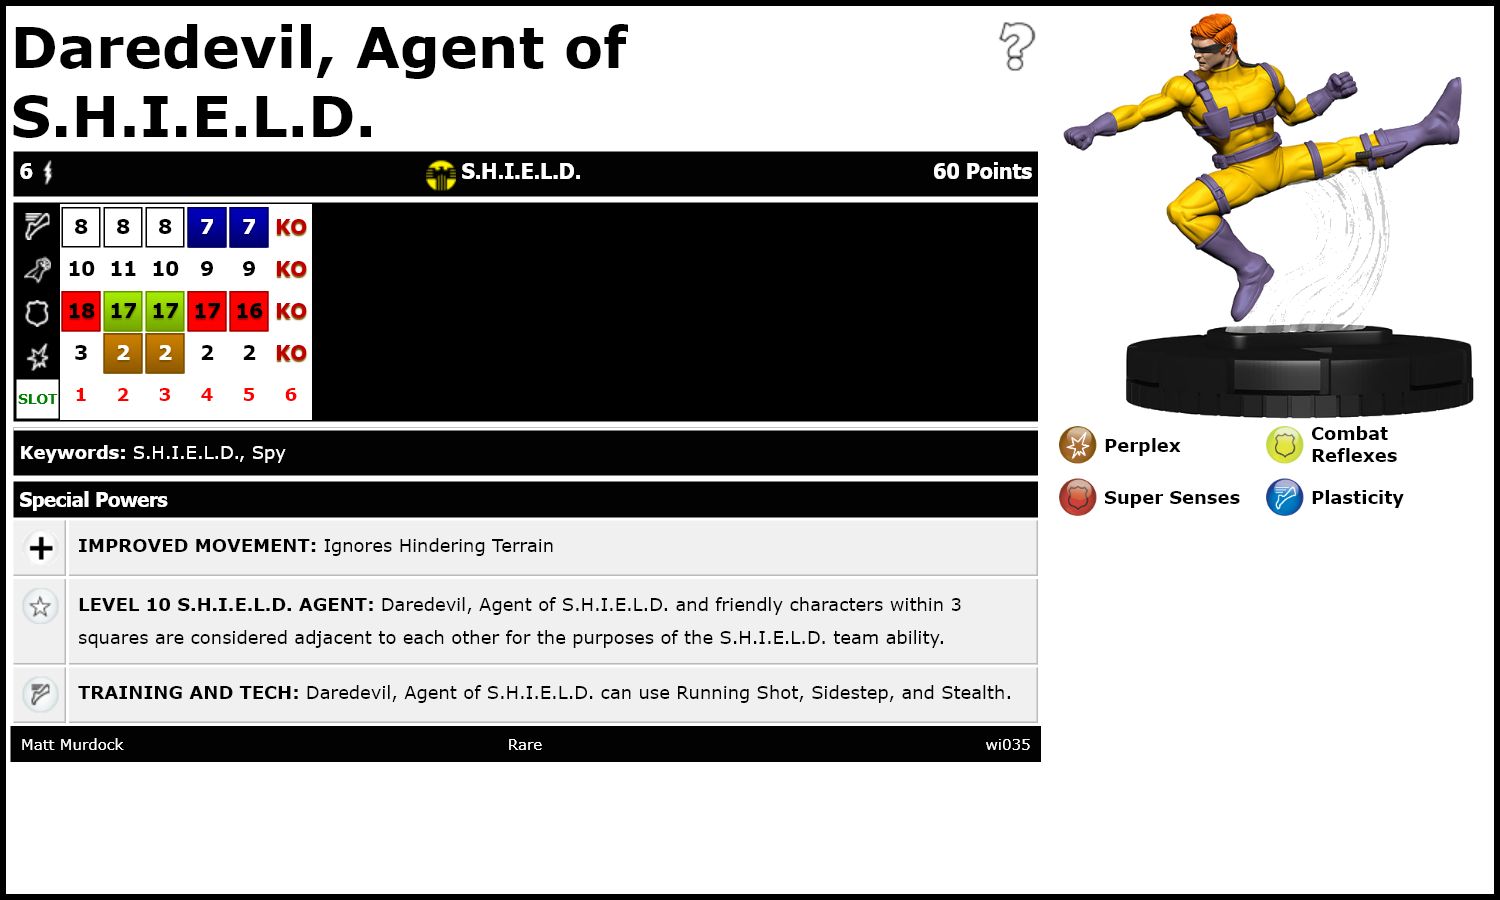 Daredevil, Agent of
S.H.I.E.L.D.
6 S.H.I.E.L.D. 60 Points
8 8 8 7 7 KO
10 11 10 9 9 KO
18 17 17 17 16 KO
3 2 2 2 2 KO
SLOT 1 2 3 4 5 6
Keywords: S.H.I.E.L.D., Spy
Special Powers
IMPROVED MOVEMENT: Ignores Hindering Terrain
LEVEL 10 S.H.I.E.L.D. AGENT: Daredevil, Agent of S.H.I.E.L.D. and friendly characters within 3
squares are considered adjacent to each other for the purposes of the S.H.I.E.L.D. team ability.
TRAINING AND TECH: Daredevil, Agent of S.H.I.E.L.D. can use Running Shot, Sidestep, and Stealth.
Matt Murdock Rare wi035
Perplex
Combat
Reflexes
Super Senses
Plasticity